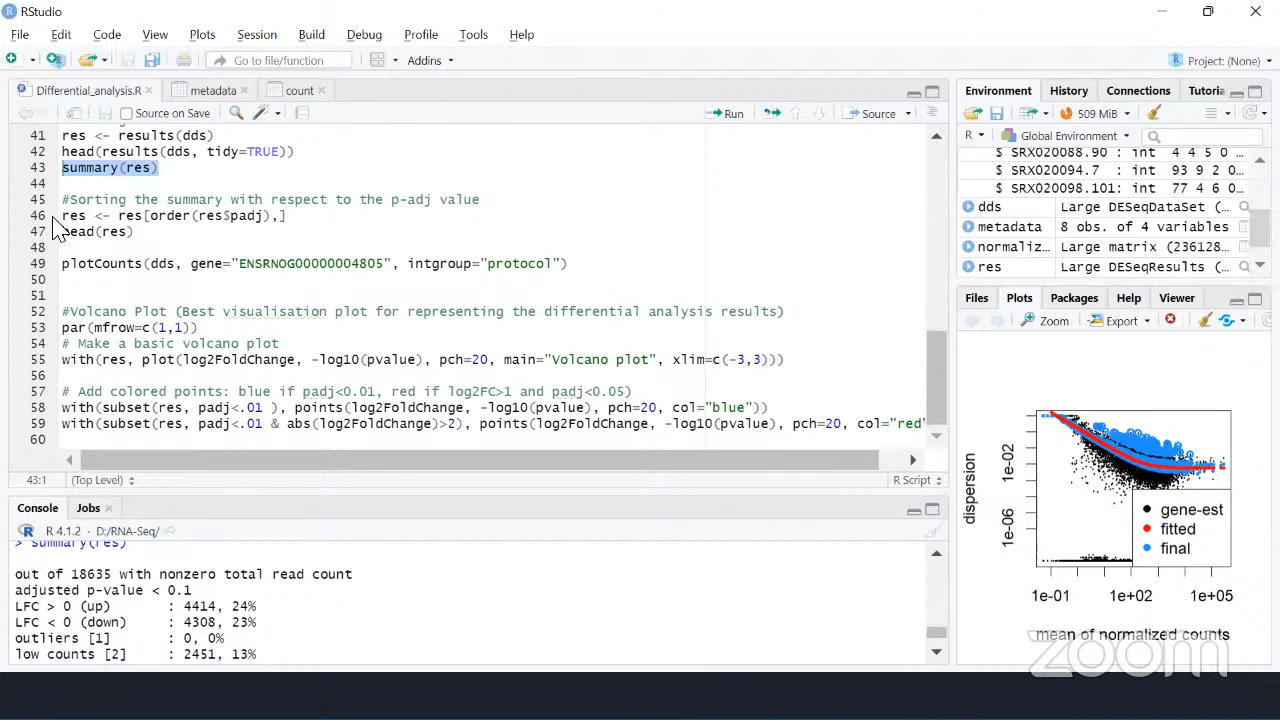 RStudio
File Edit Code View Plots Session Build Debug Profile Tools Help
Go to file/function Addins Project: (None)
Differential_analysis.R metadata count
Source on Save Run Source
41 res <- results(dds)
42 head(results(dds, tidy=TRUE))
43 summary(res)
44
45 #Sorting the summary with respect to the p-adj value
46 res <- res[order(res$padj),]
47 head(res)
48
49 plotCounts(dds, gene="ENSRNOG00000004805", intgroup="protocol")
50
51
52 #Volcano Plot (Best visualisation plot for representing the differential analysis results)
53 par(mfrow=c(1,1))
54 # Make a basic volcano plot
55 with(res, plot(log2FoldChange, -log10(pvalue), pch=20, main="Volcano plot", xlim=c(-3,3)))
56
57 # Add colored points: blue if padj<0.01, red if log2FC>1 and padj<0.05)
58 with(subset(res, padj<.01 ), points(log2FoldChange, -log10(pvalue), pch=20, col="blue"))
59 with(subset(res, padj<.01 & abs(log2FoldChange)>2), points(log2FoldChange, -log10(pvalue), pch=20, col="red"
60
43:1 (Top Level) R Script
Console Jobs
R 4.1.2 · D:/RNA-Seq/
> summary(res)
out of 18635 with nonzero total read count
adjusted p-value < 0.1
LFC > 0 (up) : 4414, 24%
LFC < 0 (down) : 4308, 23%
outliers [1] : 0, 0%
low counts [2] : 2451, 13%
Environment History Connections Tutoria
509 MiB
R Global Environment
$ SRX020088.90 : int 4 4 5 0 …
$ SRX020094.7 : int 93 9 2 0 …
$ SRX020098.101: int 77 4 6 0 …
dds Large DESeqDataSet (…
metadata 8 obs. of 4 variables
normaliz… Large matrix (236128…
res Large DESeqResults (…
Files Plots Packages Help Viewer
Zoom Export
dispersion
1e-02
1e-06
gene-est
fitted
final
1e-01 1e+02 1e+05
mean of normalized counts
zoom